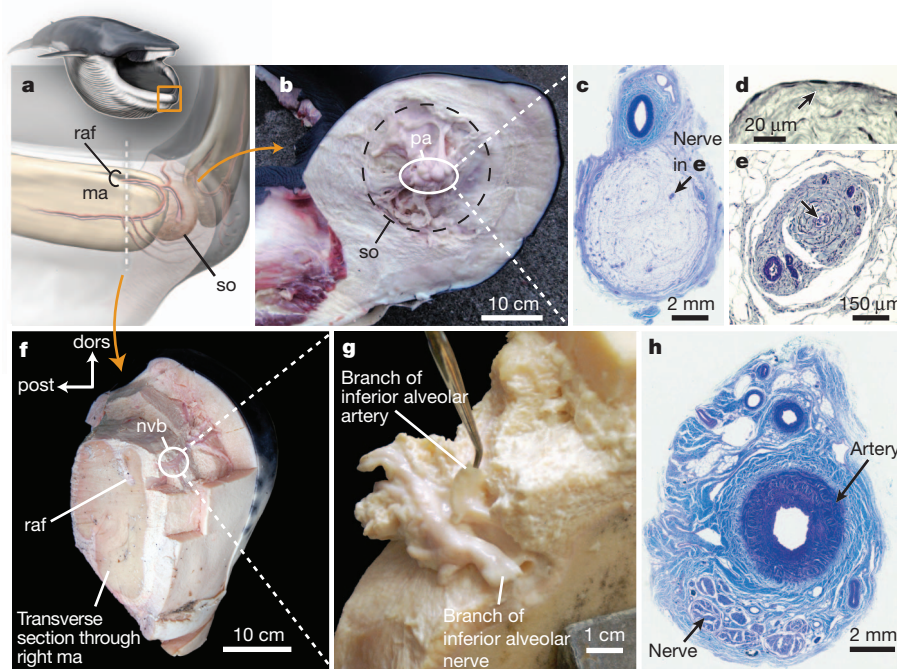 a
raf
ma
so
b
pa
so
10 cm
c
Nerve
in e
2 mm
d
20 μm
e
150 μm
f
dors
post
nvb
raf
Transverse
section through
right ma
10 cm
g
Branch of
inferior alveolar
artery
Branch of
inferior alveolar
nerve
1 cm
h
Artery
Nerve
2 mm